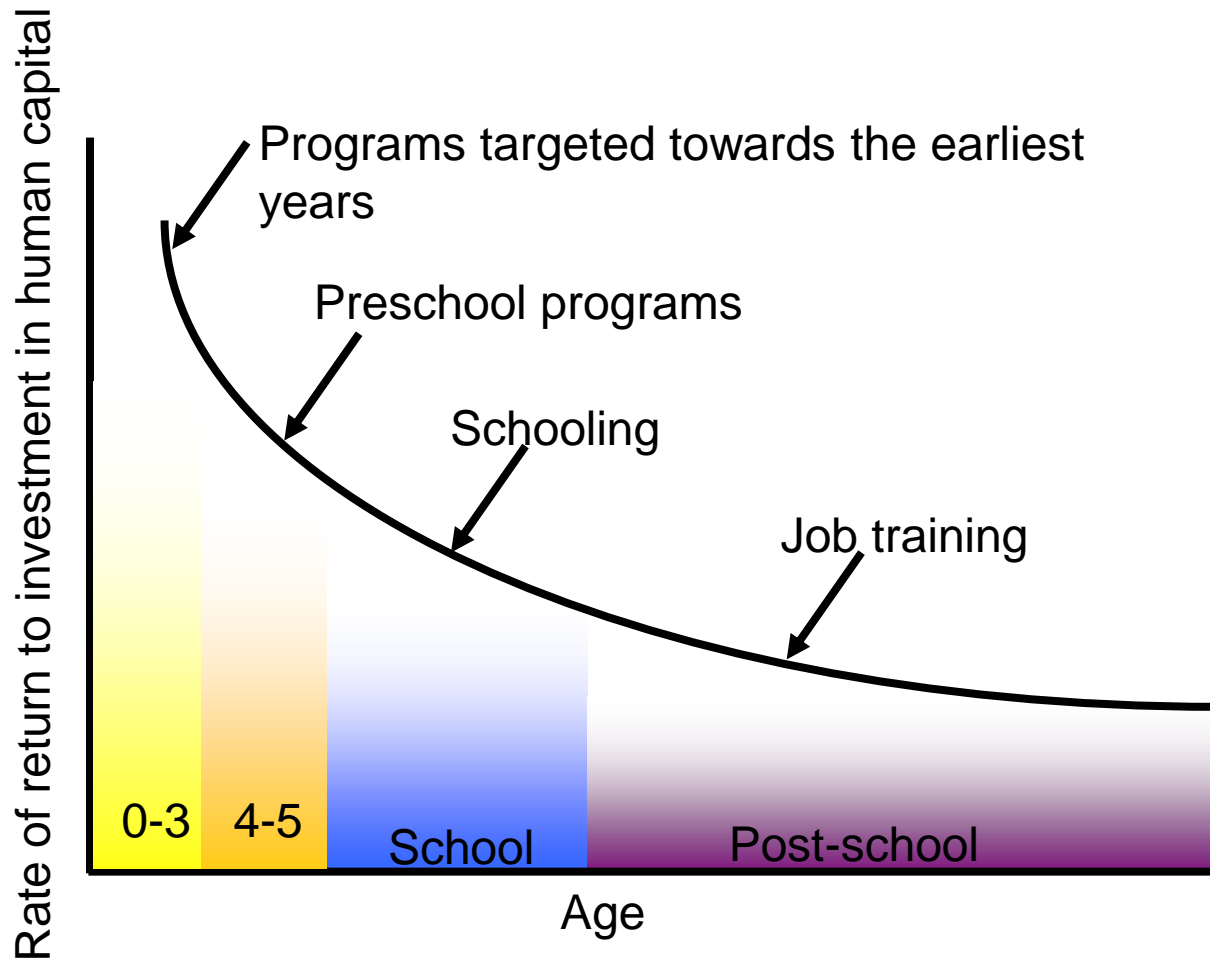 Rate of return to investment in human capital
Programs targeted towards the earliest
years
Preschool programs
Schooling
Job training
0-3
4-5
School
Post-school
Age